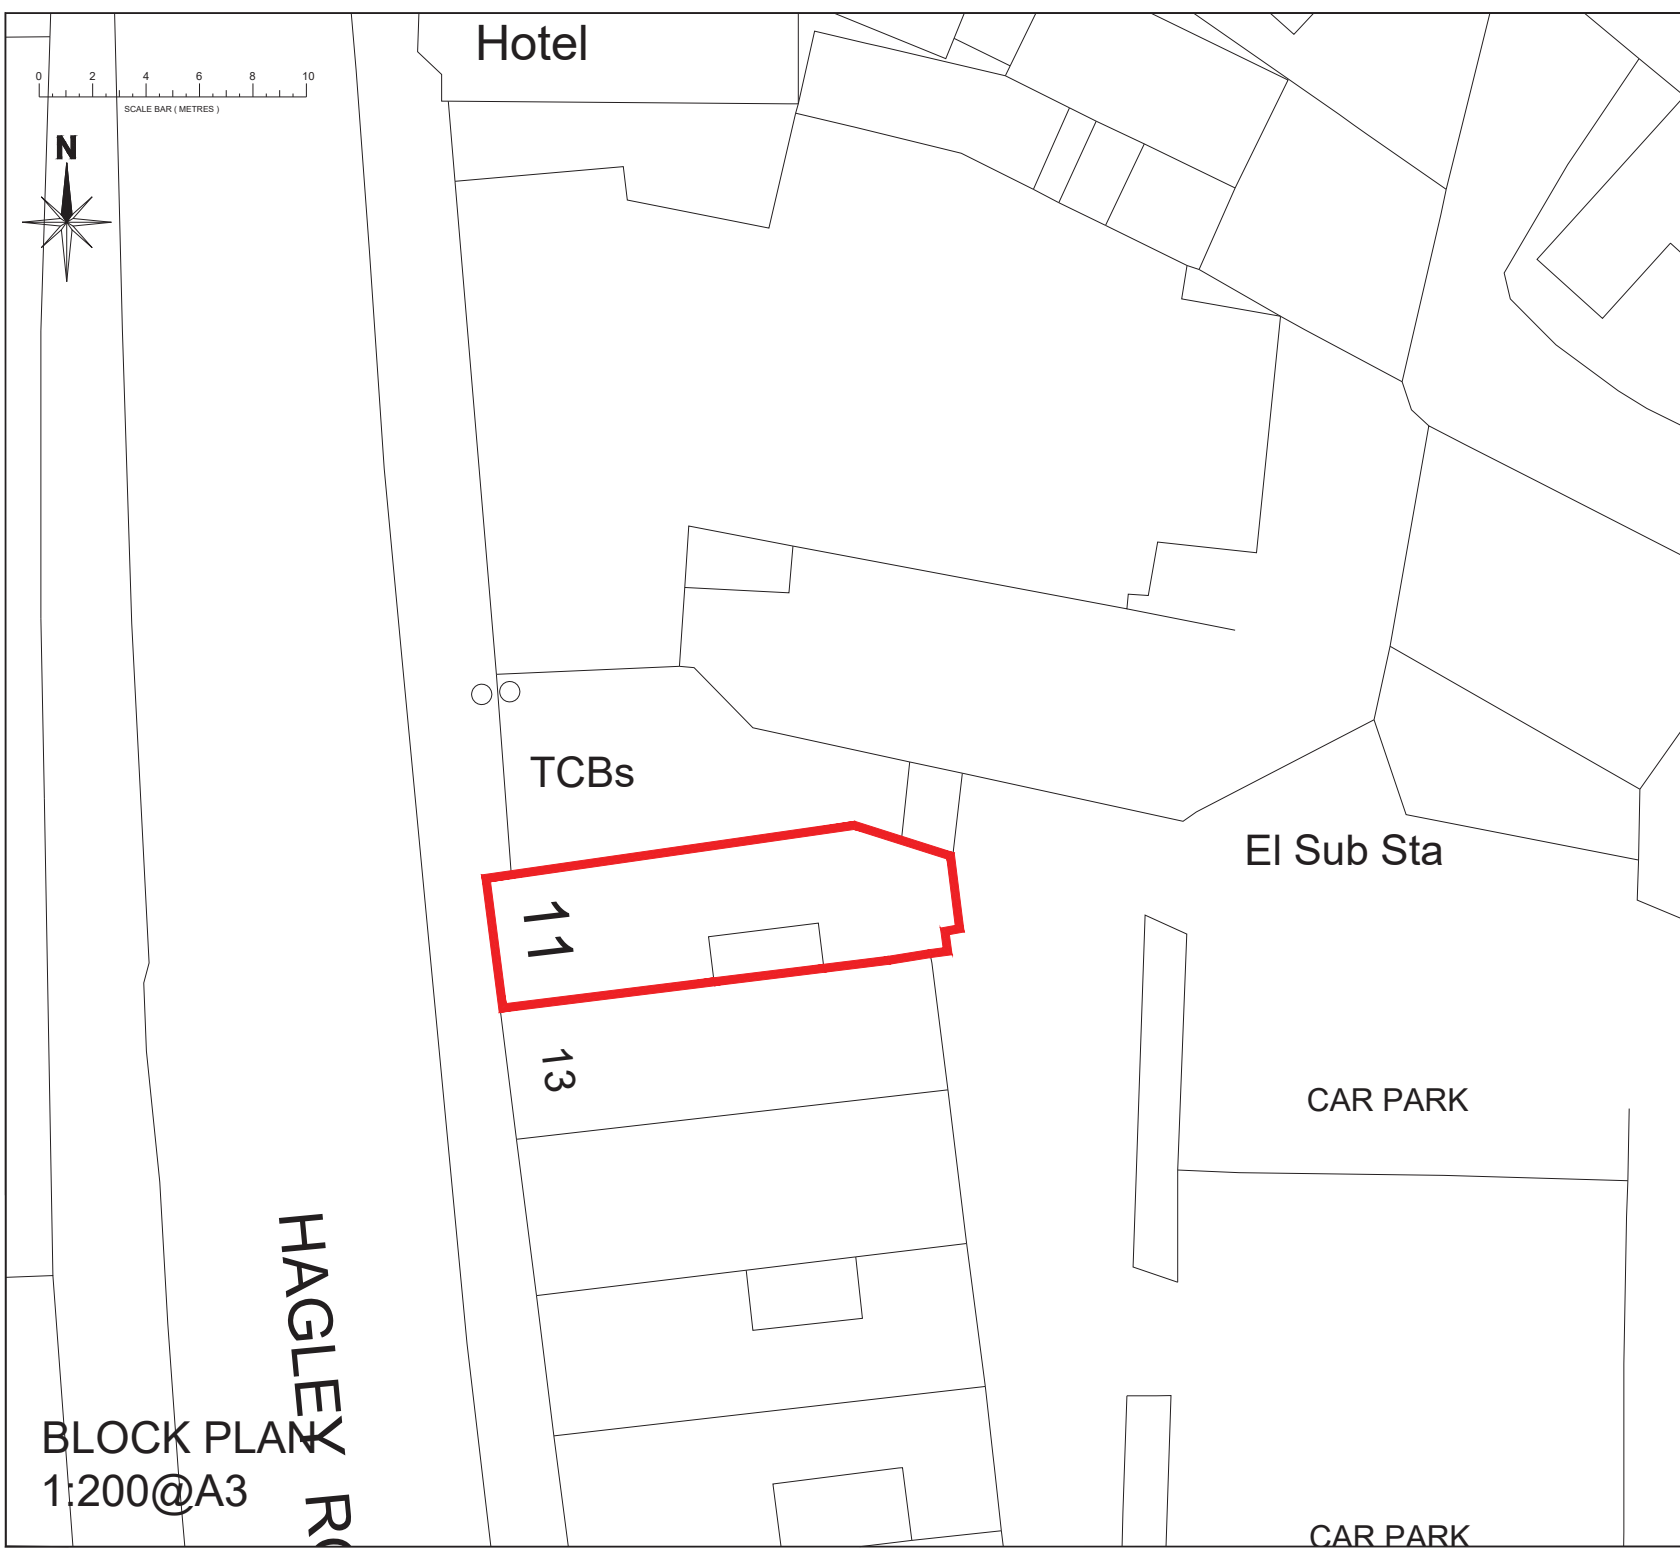 Hotel
0 2 4 6 8 10
SCALE BAR ( METRES )
N
TCBs
El Sub Sta
11
13
CAR PARK
HAGLEY
BLOCK PLAN
1:200@A3
CAR PARK